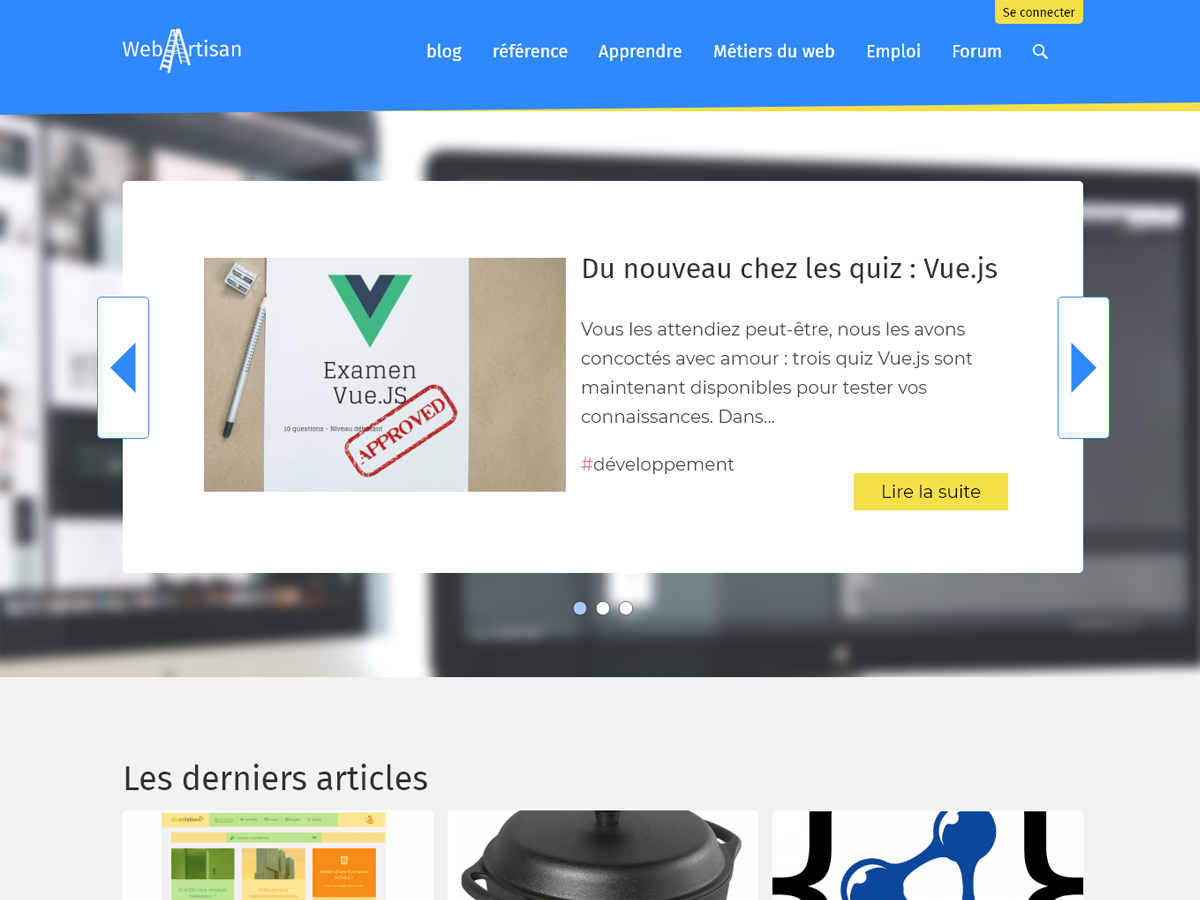 Se connecter
WebArtisan
blog référence Apprendre Métiers du web Emploi Forum
Examen
Vue.JS
10 questions - Niveau débutant
APPROVED
Du nouveau chez les quiz : Vue.js
Vous les attendiez peut-être, nous les avons
concoctés avec amour : trois quiz Vue.js sont
maintenant disponibles pour tester vos
connaissances. Dans...
#développement
Lire la suite
Les derniers articles